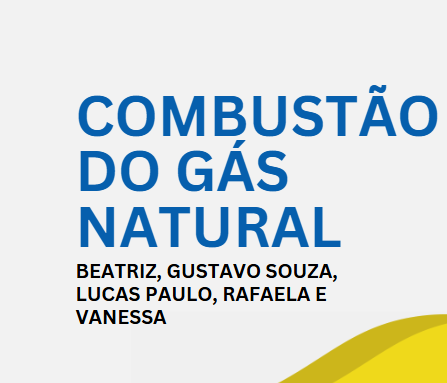 COMBUSTÃO
DO GÁS
NATURAL
BEATRIZ, GUSTAVO SOUZA,
LUCAS PAULO, RAFAELA E
VANESSA